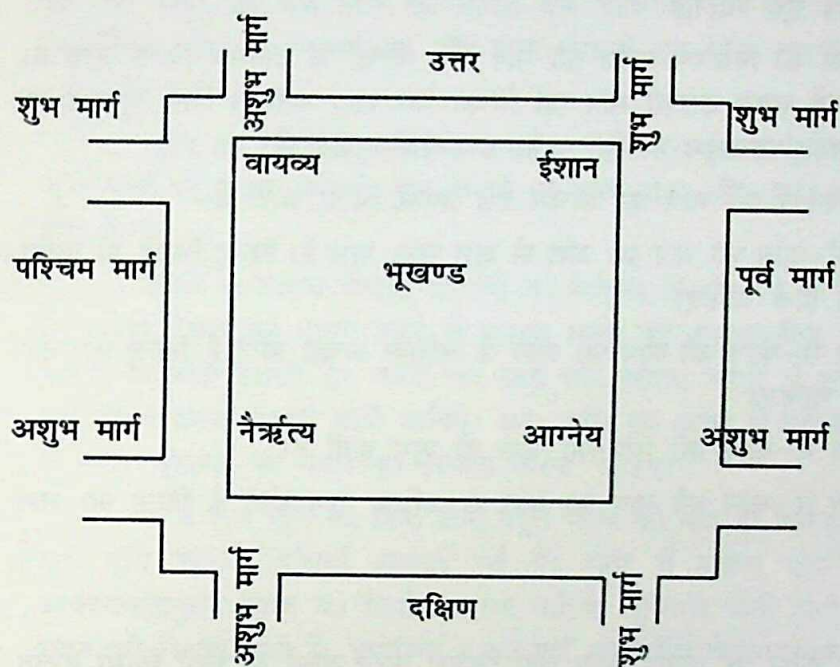 उत्तर
अशुभ मार्ग
शुभ मार्ग
शुभ मार्ग
शुभ मार्ग
वायव्य
ईशान
पश्चिम मार्ग
भूखण्ड
पूर्व मार्ग
अशुभ मार्ग
नैर्ऋत्य
आग्नेय
अशुभ मार्ग
अशुभ मार्ग
दक्षिण
शुभ मार्ग